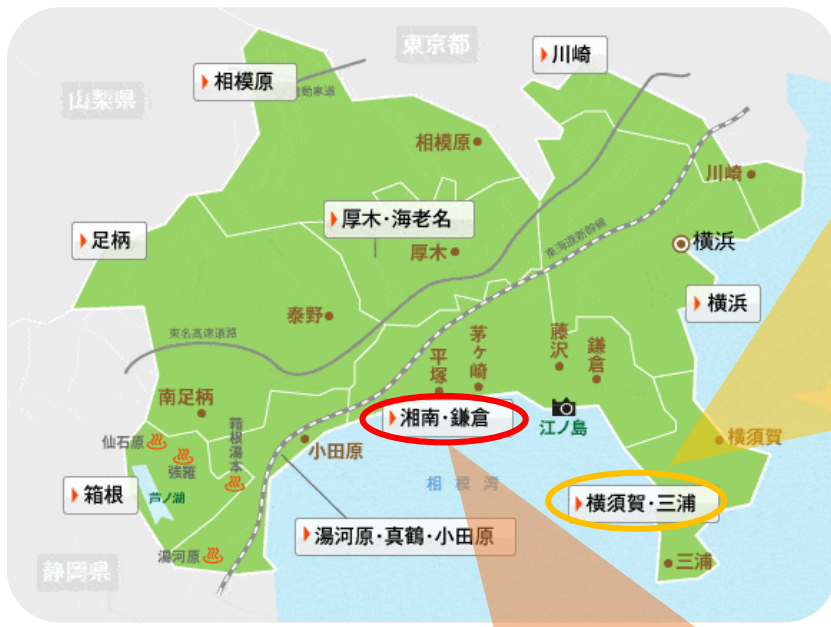 東京都
川崎
相模原
動車道
山梨県
相模原
川崎
厚木・海老名
足柄
厚木
東海道新幹線
横浜
横浜
泰野
東名高速道路
茅ヶ崎
藤沢
鎌倉
平塚
南足柄
湘南・鎌倉
江ノ島
箱根湯本
仙石原
強羅
小田原
横須賀
相模湾
箱根
芦ノ湖
横須賀・三浦
湯河原・真鶴・小田原
湯河原
三浦
静岡県